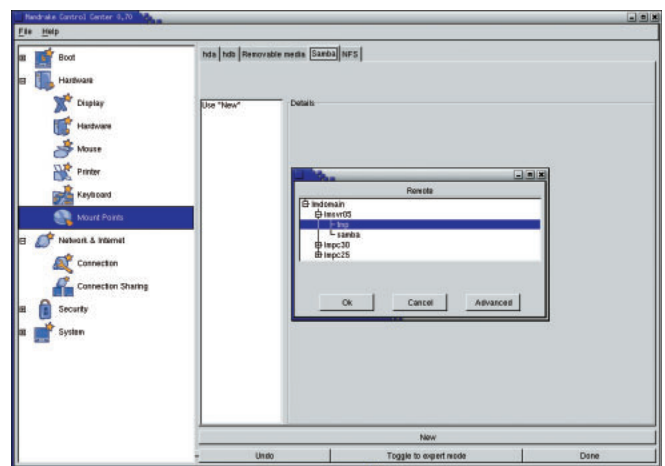 Mandrake Control Center 0,70
File Help
Boot
Hardware
Display
Hardware
Mouse
Printer
Keyboard
Mount Points
Network & Internet
Connection
Connection Sharing
Security
System
hda hdb Removable media Samba NFS
Use "New"
Details
Remote
lmdomain
lmsvr05
tmp
samba
lmpc30
lmpc25
Ok Cancel Advanced
New
Undo Toggle to expert mode Done